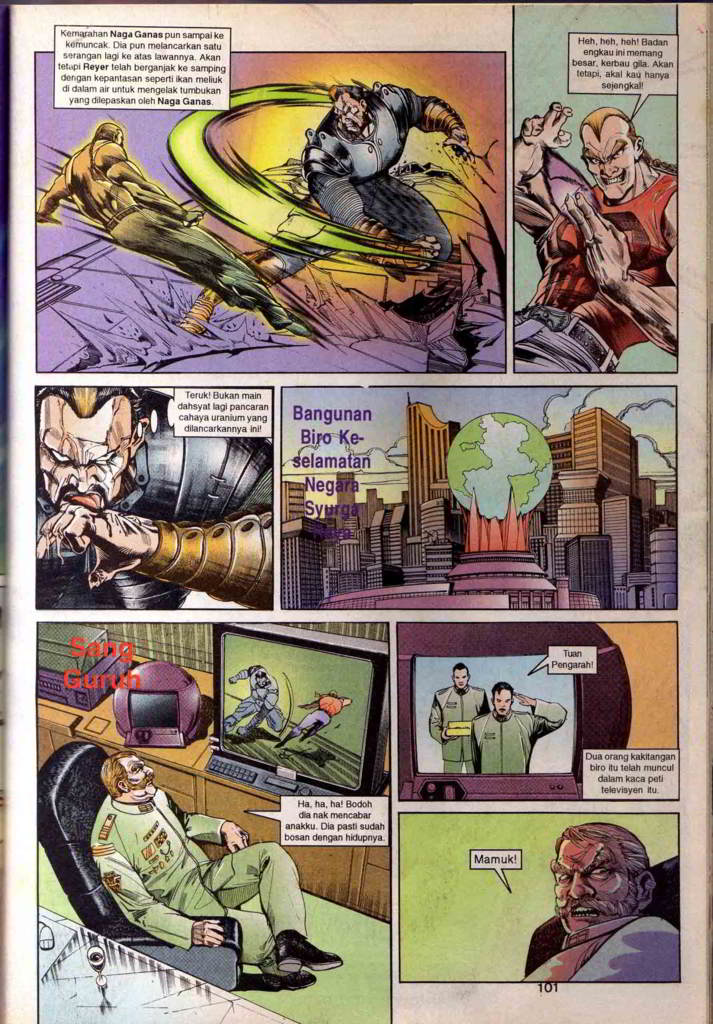 Kemarahan Naga Ganas pun sampai ke
kemuncak. Dia pun melancarkan satu
serangan lagi ke atas lawannya. Akan
tetapi Reyer telah berganjak ke samping
dengan kepantasan seperti ikan meliuk
di dalam air untuk mengelak tumbukan
yang dilepaskan oleh Naga Ganas.
Heh, heh, heh! Badan
engkau ini memang
besar, kerbau gila. Akan
tetapi, akal kau hanya
sejengkal!
Teruk! Bukan main
dahsyat lagi pancaran
cahaya uranium yang
dilancarkannya ini!
Bangunan
Biro Ke-
selamatan
Negara
Syurga
Sang
Guruh
Ha, ha, ha! Bodoh
dia nak mencabar
anakku. Dia pasti sudah
bosan dengan hidupnya.
Tuan
Pengarah!
Dua orang kakitangan
biro itu telah muncul
dalam kaca peti
televisyen itu.
Mamuk!
101